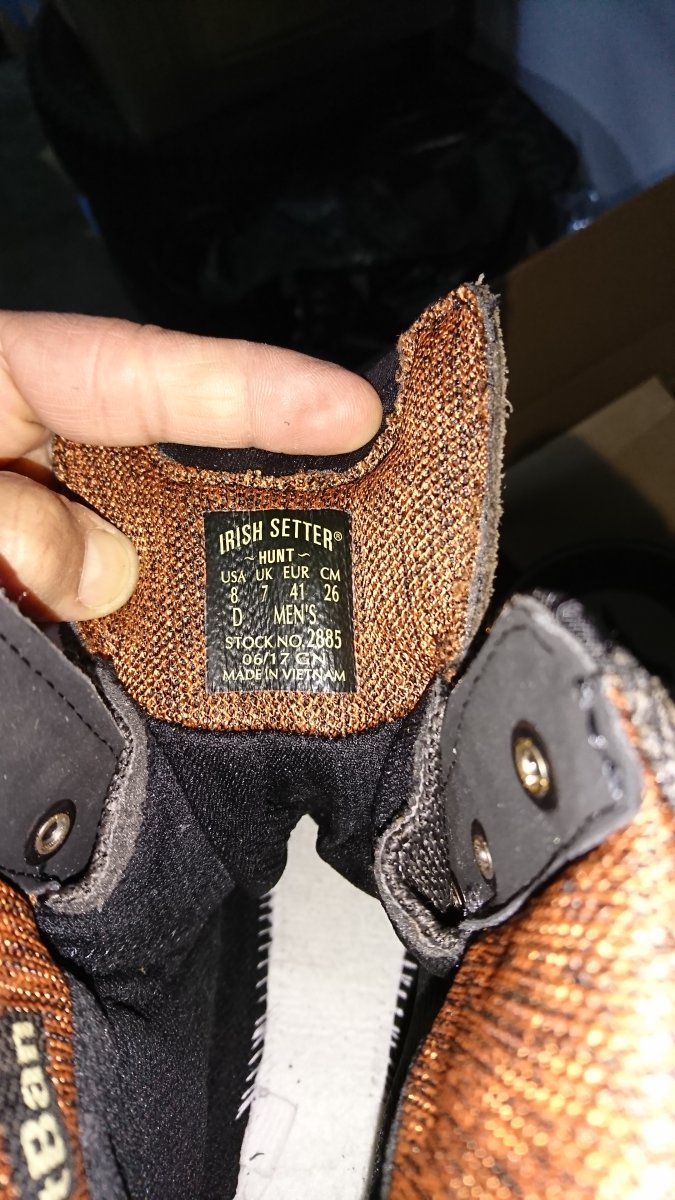 IRISH SETTER®
~ HUNT ~
USA UK EUR CM
8 7 41 26
D MEN'S
STOCK NO. 2885
06/17 GN
MADE IN VIETNAM
tBan